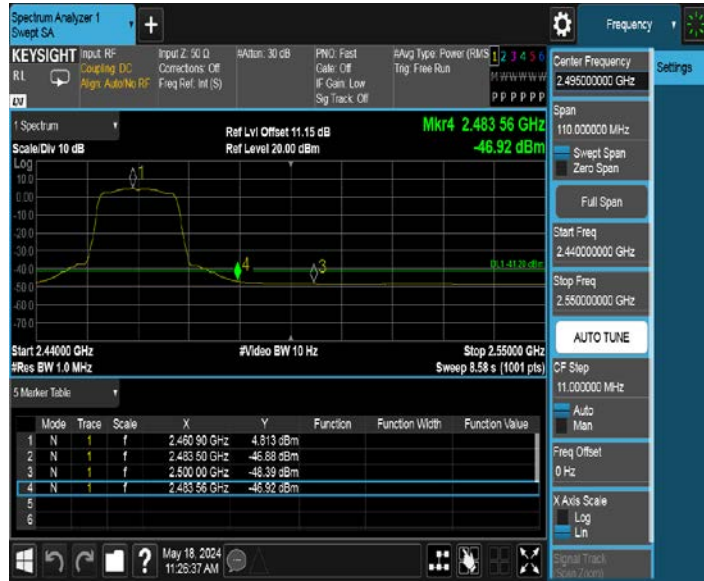 Spectrum Analyzer 1
Swept SA
+
Frequency
KEYSIGHT
RL
LXI
Input: RF
Coupling: DC
Align: Auto/No RF
Input Z: 50 Ω
Corrections: Off
Freq Ref: Int (S)
#Atten: 30 dB
PNO: Fast
Gate: Off
IF Gain: Low
Sig Track: Off
#Avg Type: Power (RMS
Trig: Free Run
1 2 3 4 5 6
M W W W W W
P P P P P P
1 Spectrum
Scale/Div 10 dB
Ref Lvl Offset 11.15 dB
Ref Level 20.00 dBm
Mkr4 2.483 56 GHz
-46.92 dBm
Log
10.0
0.00
-10.0
-20.0
-30.0
-40.0
-50.0
-60.0
-70.0
1
4
3
DL1 -41.20 dBm
Start 2.44000 GHz
#Res BW 1.0 MHz
#Video BW 10 Hz
Stop 2.55000 GHz
Sweep 8.58 s (1001 pts)
5 Marker Table
Mode Trace Scale X Y Function Function Width Function Value
1 N 1 f 2.460 90 GHz 4.813 dBm
2 N 1 f 2.483 50 GHz -46.88 dBm
3 N 1 f 2.500 00 GHz -48.39 dBm
4 N 1 f 2.483 56 GHz -46.92 dBm
5
6
?
May 18, 2024
11:26:37 AM
Center Frequency
2.495000000 GHz
Span
110.000000 MHz
Swept Span
Zero Span
Full Span
Start Freq
2.440000000 GHz
Stop Freq
2.550000000 GHz
AUTO TUNE
CF Step
11.000000 MHz
Auto
Man
Freq Offset
0 Hz
X Axis Scale
Log
Lin
Signal Track
(Span Zoom)
Settings